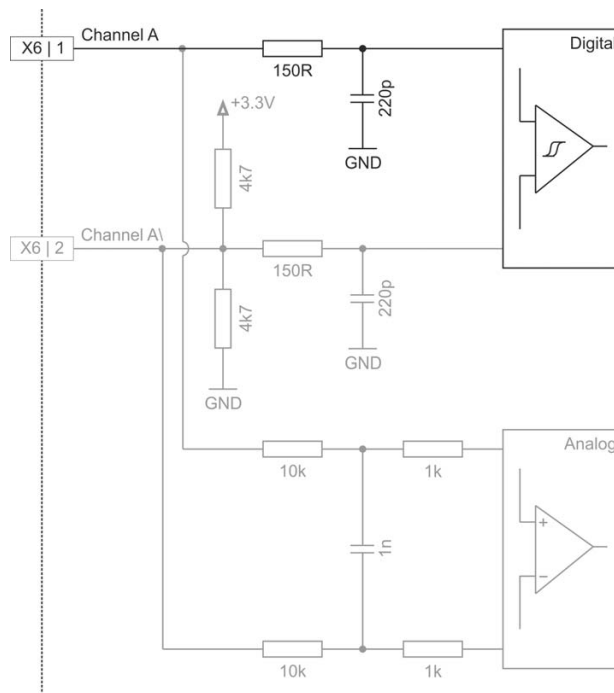 X6 | 1
Channel A
Digital
150R
220p
GND
+3.3V
4k7
X6 | 2
Channel A\
150R
220p
GND
4k7
GND
Analog
10k
1k
+
1n
−
10k
1k